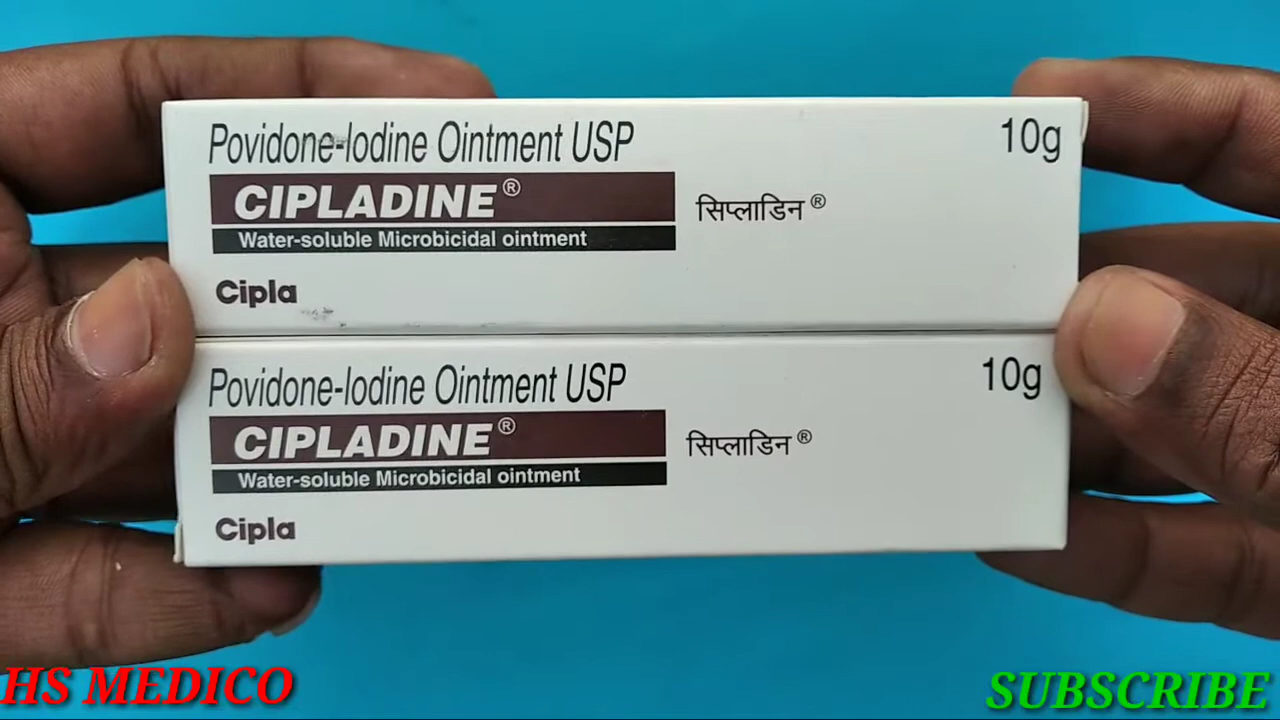 Povidone-Iodine Ointment USP 10g
CIPLADINE® सिप्लाडिन®
Water-soluble Microbicidal ointment
Cipla
Povidone-Iodine Ointment USP 10g
CIPLADINE® सिप्लाडिन®
Water-soluble Microbicidal ointment
Cipla
HS MEDICO SUBSCRIBE